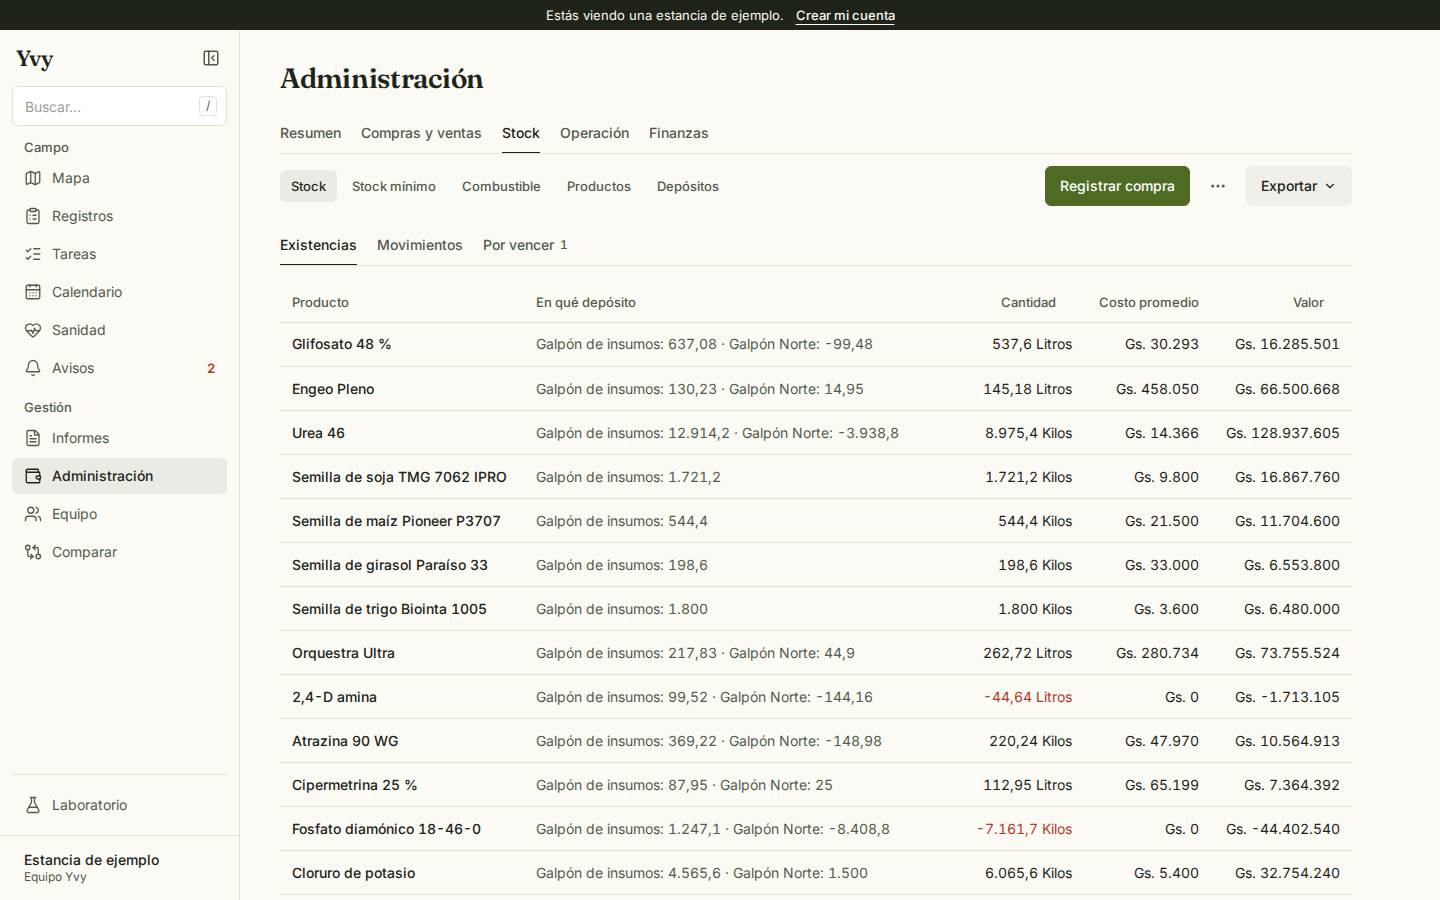 Estás viendo una estancia de ejemplo. Crear mi cuenta
Yvy
Buscar... /
Campo
Mapa
Registros
Tareas
Calendario
Sanidad
Avisos 2
Gestión
Informes
Administración
Equipo
Comparar
Laboratorio
Estancia de ejemplo
Equipo Yvy
Administración
Resumen Compras y ventas Stock Operación Finanzas
Stock Stock mínimo Combustible Productos Depósitos Registrar compra ... Exportar
Existencias Movimientos Por vencer 1
Producto En qué depósito Cantidad Costo promedio Valor
Glifosato 48 % Galpón de insumos: 637,08 · Galpón Norte: -99,48 537,6 Litros Gs. 30.293 Gs. 16.285.501
Engeo Pleno Galpón de insumos: 130,23 · Galpón Norte: 14,95 145,18 Litros Gs. 458.050 Gs. 66.500.668
Urea 46 Galpón de insumos: 12.914,2 · Galpón Norte: -3.938,8 8.975,4 Kilos Gs. 14.366 Gs. 128.937.605
Semilla de soja TMG 7062 IPRO Galpón de insumos: 1.721,2 1.721,2 Kilos Gs. 9.800 Gs. 16.867.760
Semilla de maíz Pioneer P3707 Galpón de insumos: 544,4 544,4 Kilos Gs. 21.500 Gs. 11.704.600
Semilla de girasol Paraíso 33 Galpón de insumos: 198,6 198,6 Kilos Gs. 33.000 Gs. 6.553.800
Semilla de trigo Biointa 1005 Galpón de insumos: 1.800 1.800 Kilos Gs. 3.600 Gs. 6.480.000
Orquestra Ultra Galpón de insumos: 217,83 · Galpón Norte: 44,9 262,72 Litros Gs. 280.734 Gs. 73.755.524
2,4-D amina Galpón de insumos: 99,52 · Galpón Norte: -144,16 -44,64 Litros Gs. 0 Gs. -1.713.105
Atrazina 90 WG Galpón de insumos: 369,22 · Galpón Norte: -148,98 220,24 Kilos Gs. 47.970 Gs. 10.564.913
Cipermetrina 25 % Galpón de insumos: 87,95 · Galpón Norte: 25 112,95 Litros Gs. 65.199 Gs. 7.364.392
Fosfato diamónico 18-46-0 Galpón de insumos: 1.247,1 · Galpón Norte: -8.408,8 -7.161,7 Kilos Gs. 0 Gs. -44.402.540
Cloruro de potasio Galpón de insumos: 4.565,6 · Galpón Norte: 1.500 6.065,6 Kilos Gs. 5.400 Gs. 32.754.240